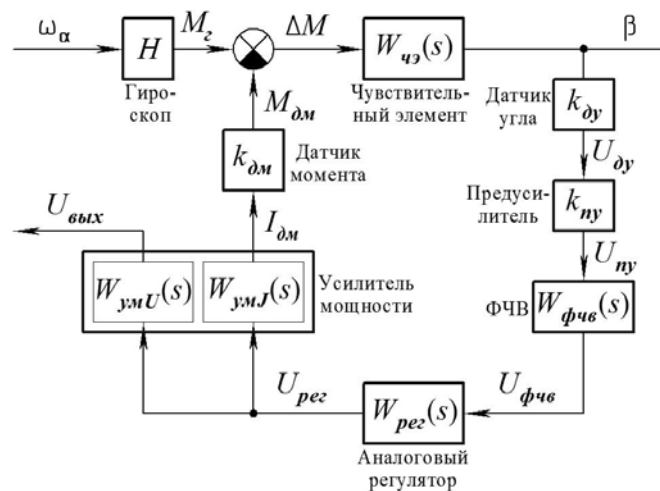 ω_α
H
M_г
ΔM
W_чэ(s)
β
Гиро-
скоп
M_дм
Чувствитель-
ный элемент
Датчик
угла
k_ду
k_дм
Датчик
момента
U_ду
Предуси-
литель
k_пу
U_вых
I_дм
U_пу
W_умU(s)
W_умJ(s)
Усилитель
мощности
ФЧВ
W_фчв(s)
U_рег
W_рег(s)
U_фчв
Аналоговый
регулятор